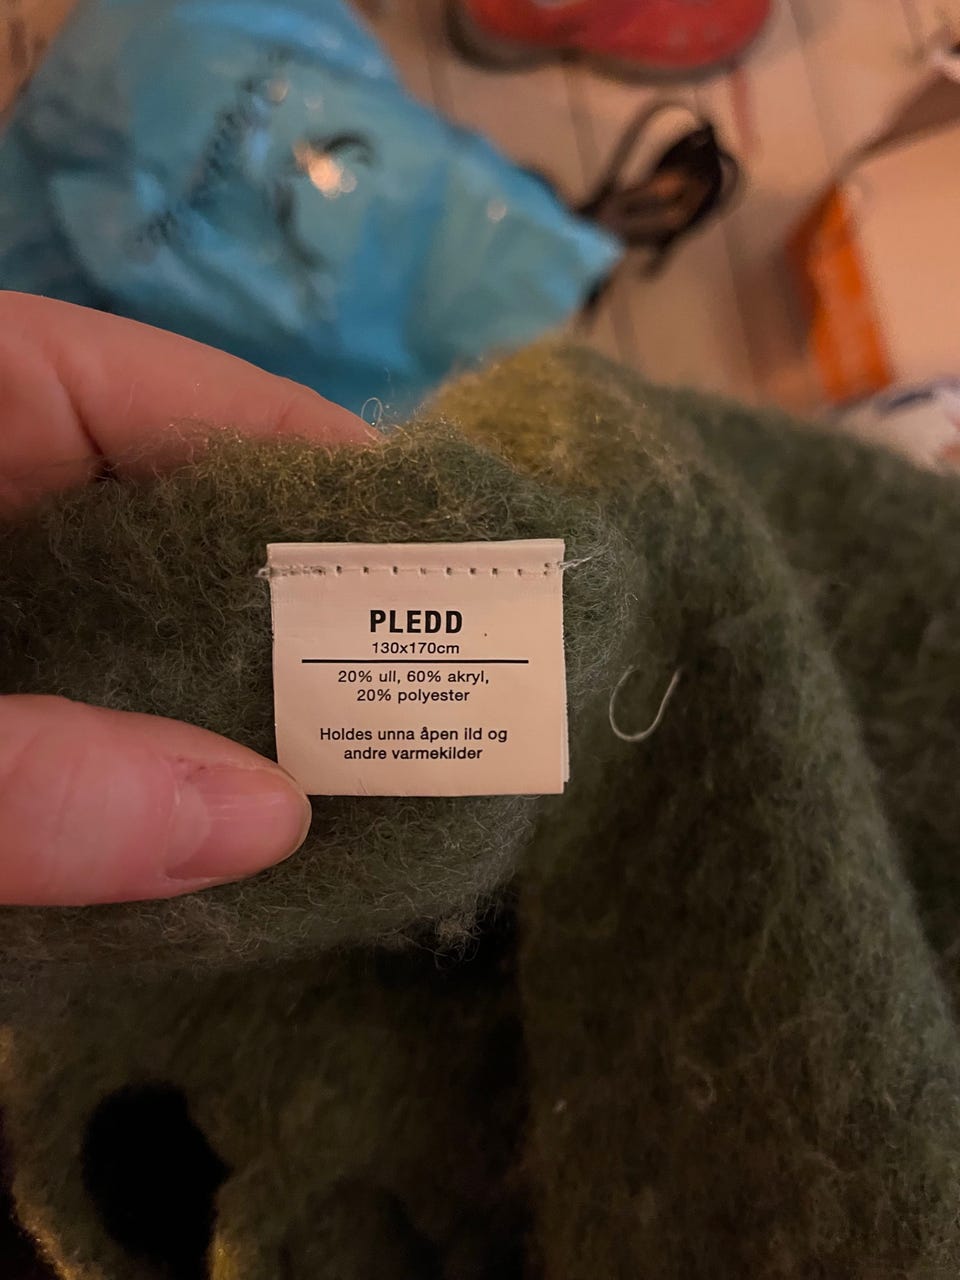 PLEDD
130x170cm
20% ull, 60% akryl,
20% polyester
Holdes unna åpen ild og
andre varmekilder